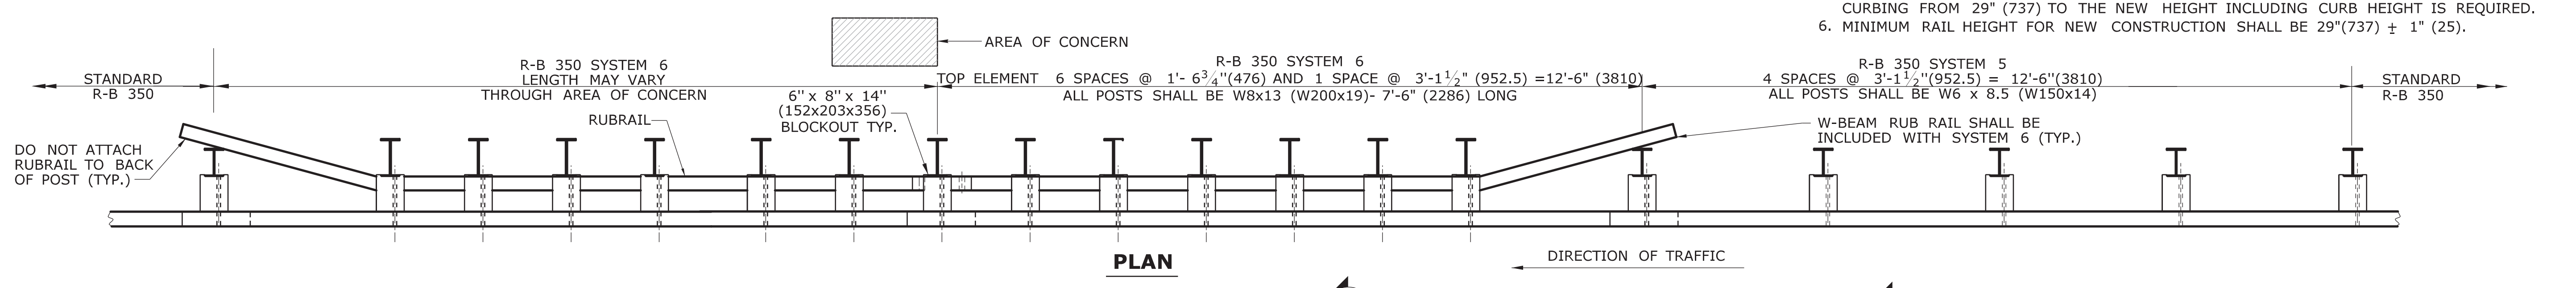 CURBING FROM 29" (737) TO THE NEW HEIGHT INCLUDING CURB HEIGHT IS REQUIRED.
6. MINIMUM RAIL HEIGHT FOR NEW CONSTRUCTION SHALL BE 29"(737) ± 1" (25).
AREA OF CONCERN
STANDARD
R-B 350
R-B 350 SYSTEM 6
LENGTH MAY VARY
THROUGH AREA OF CONCERN
R-B 350 SYSTEM 6
TOP ELEMENT 6 SPACES @ 1'- 6 3/4"(476) AND 1 SPACE @ 3'-1 1/2" (952.5) =12'-6" (3810)
ALL POSTS SHALL BE W8x13 (W200x19)- 7'-6" (2286) LONG
R-B 350 SYSTEM 5
4 SPACES @ 3'-1 1/2"(952.5) = 12'-6"(3810)
ALL POSTS SHALL BE W6 x 8.5 (W150x14)
STANDARD
R-B 350
6" x 8" x 14"
(152x203x356)
BLOCKOUT TYP.
RUBRAIL
DO NOT ATTACH
RUBRAIL TO BACK
OF POST (TYP.)
W-BEAM RUB RAIL SHALL BE
INCLUDED WITH SYSTEM 6 (TYP.)
PLAN
DIRECTION OF TRAFFIC